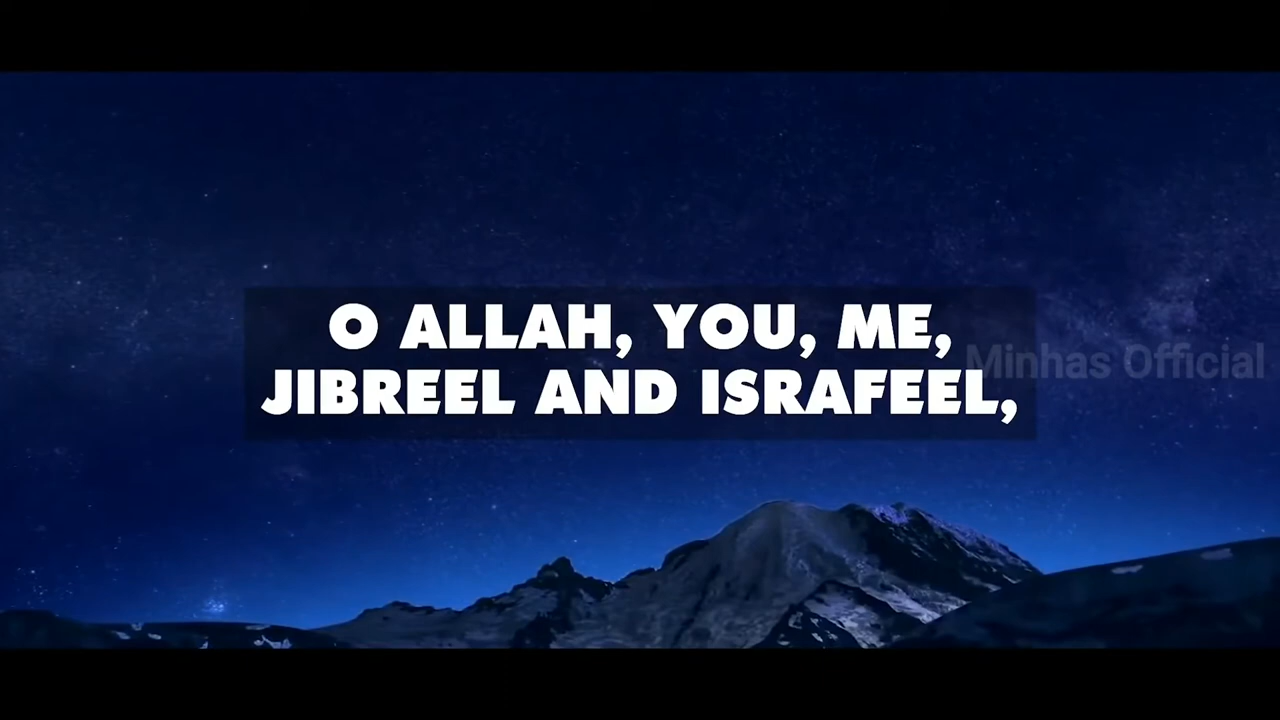 O ALLAH, YOU, ME,
JIBREEL AND ISRAFEEL,
Minhas Official